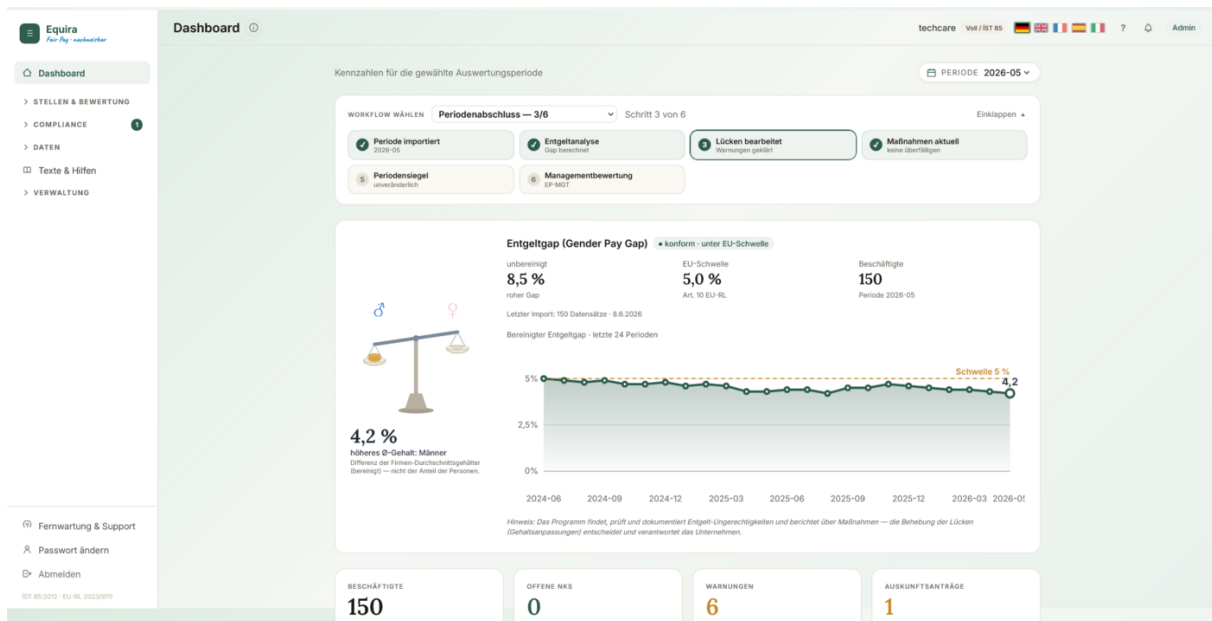 Equira
Fair Pay · nachweisbar
Dashboard
techcare Voll / IST 85 ? Admin
Dashboard
STELLEN & BEWERTUNG
COMPLIANCE 1
DATEN
Texte & Hilfen
VERWALTUNG
Kennzahlen für die gewählte Auswertungsperiode
PERIODE 2026-05
WORKFLOW WÄHLEN Periodenabschluss — 3/6 Schritt 3 von 6 Einklappen
Periode importiert
2026-05
Entgeltanalyse
Gap berechnet
3 Lücken bearbeitet
Warnungen geklärt
Maßnahmen aktuell
keine überfälligen
5 Periodensiegel
unveränderlich
6 Managementbewertung
EP-MGT
Entgeltgap (Gender Pay Gap) • konform · unter EU-Schwelle
unbereinigt
8,5 %
roher Gap
EU-Schwelle
5,0 %
Art. 10 EU-RL
Beschäftigte
150
Periode 2026-05
Letzter Import: 150 Datensätze · 8.6.2026
Bereinigter Entgeltgap · letzte 24 Perioden
♂ ♀
4,2 %
höheres Ø-Gehalt: Männer
Differenz der Firmen-Durchschnittsgehälter
(bereinigt) — nicht der Anteil der Personen.
Schwelle 5 %
4,2
5%
2,5%
0%
2024-06 2024-09 2024-12 2025-03 2025-06 2025-09 2025-12 2026-03 2026-05
Hinweis: Das Programm findet, prüft und dokumentiert Entgelt-Ungerechtigkeiten und berichtet über Maßnahmen — die Behebung der Lücken
(Gehaltsanpassungen) entscheidet und verantwortet das Unternehmen.
BESCHÄFTIGTE
150
OFFENE NKS
0
WARNUNGEN
6
AUSKUNFTSANTRÄGE
1
Fernwartung & Support
Passwort ändern
Abmelden
IST 85:2012 · EU-RL 2023/970